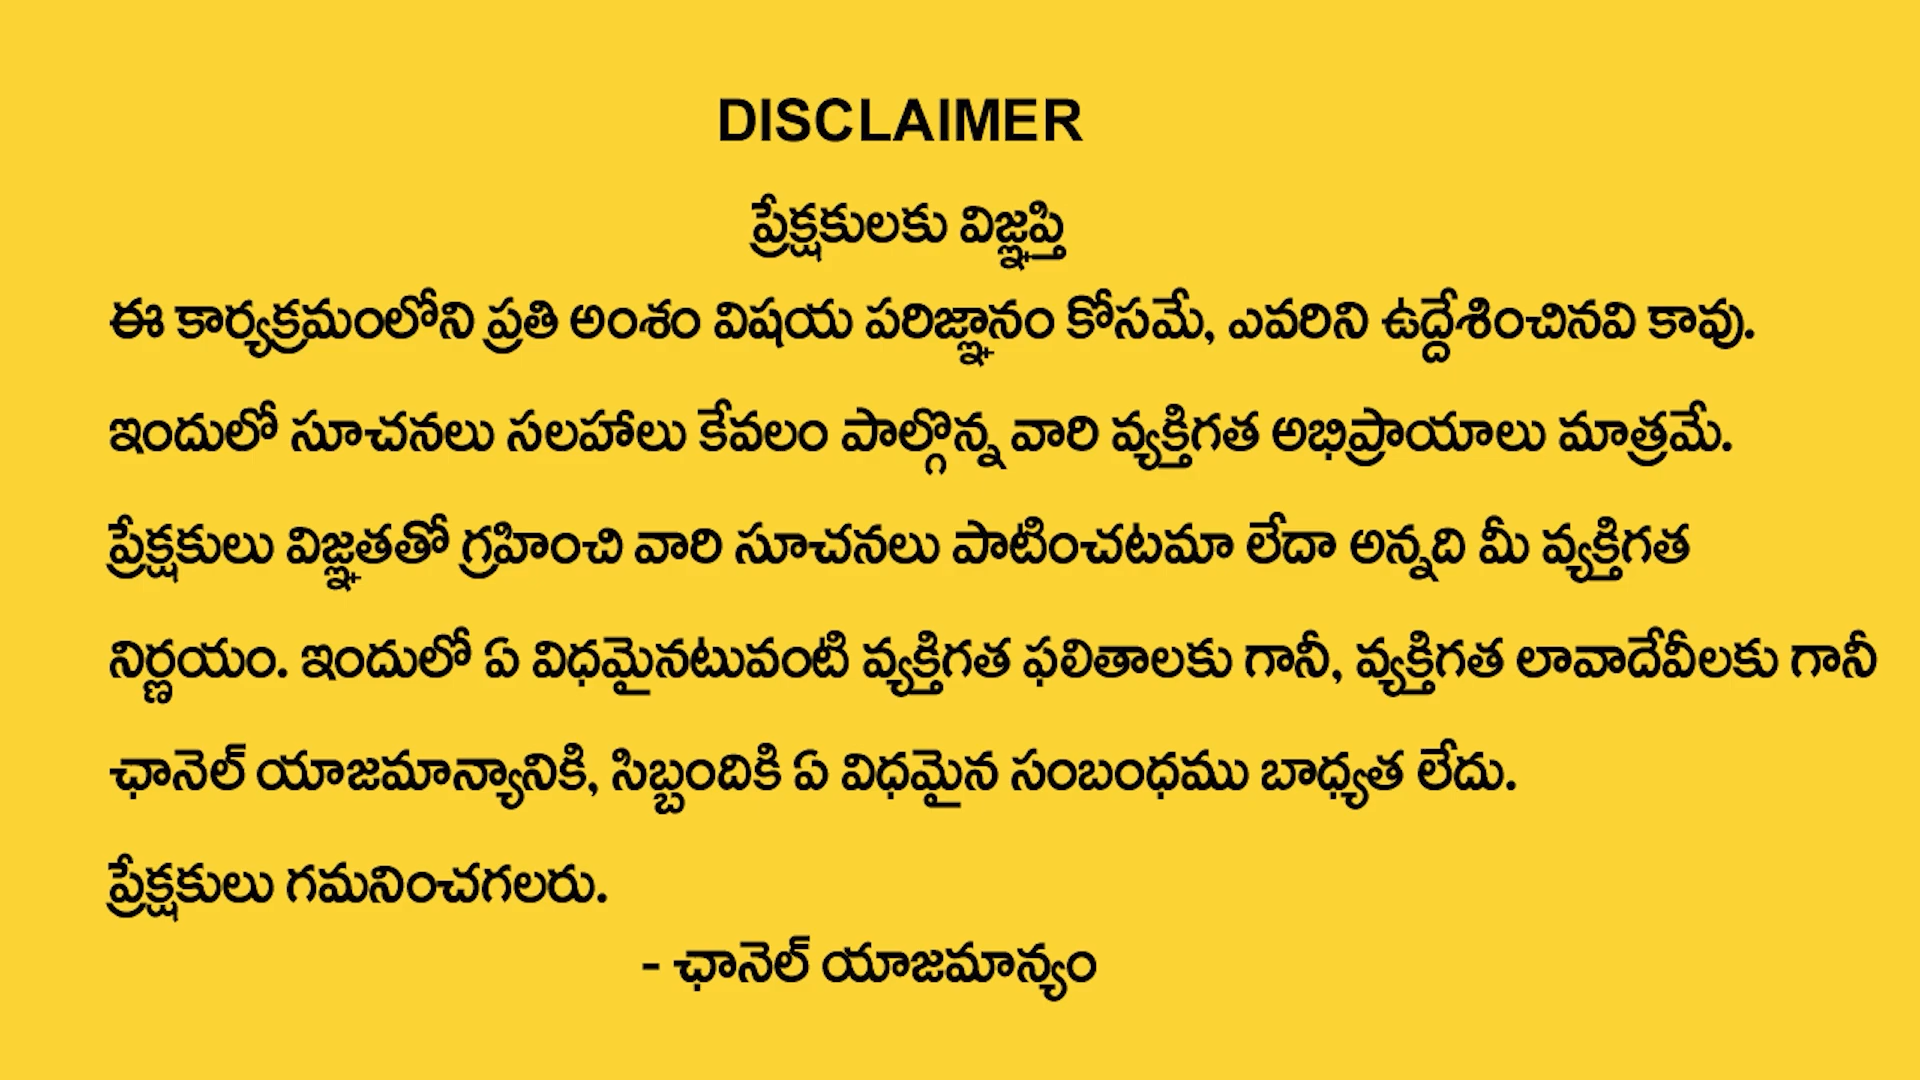 DISCLAIMER
ప్రేక్షకులకు విజ్ఞప్తి
ఈ కార్యక్రమంలోని ప్రతి అంశం విషయ పరిజ్ఞానం కోసమే, ఎవరిని ఉద్దేశించినవి కావు.
ఇందులో సూచనలు సలహాలు కేవలం పాల్గొన్న వారి వ్యక్తిగత అభిప్రాయాలు మాత్రమే.
ప్రేక్షకులు విజ్ఞతతో గ్రహించి వారి సూచనలు పాటించటమా లేదా అన్నది మీ వ్యక్తిగత
నిర్ణయం. ఇందులో ఏ విధమైనటువంటి వ్యక్తిగత ఫలితాలకు గానీ, వ్యక్తిగత లావాదేవీలకు గానీ
ఛానెల్ యాజమాన్యానికి, సిబ్బందికి ఏ విధమైన సంబంధము బాధ్యత లేదు.
ప్రేక్షకులు గమనించగలరు.
- ఛానెల్ యాజమాన్యం